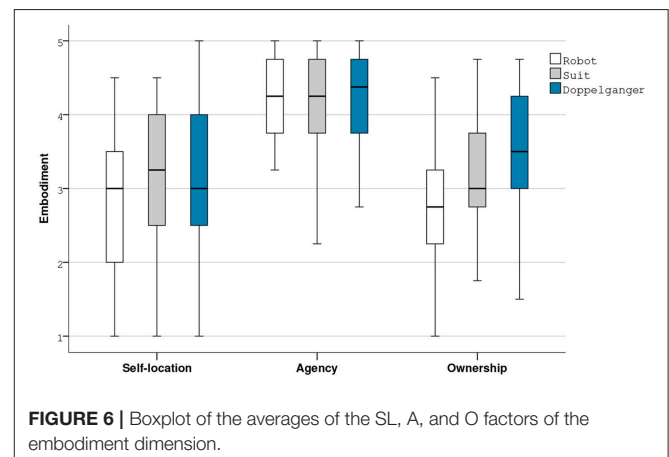 5
4
3
2
1
Embodiment
Robot
Suit
Doppelganger
Self-location Agency Ownership
FIGURE 6 | Boxplot of the averages of the SL, A, and O factors of the
embodiment dimension.